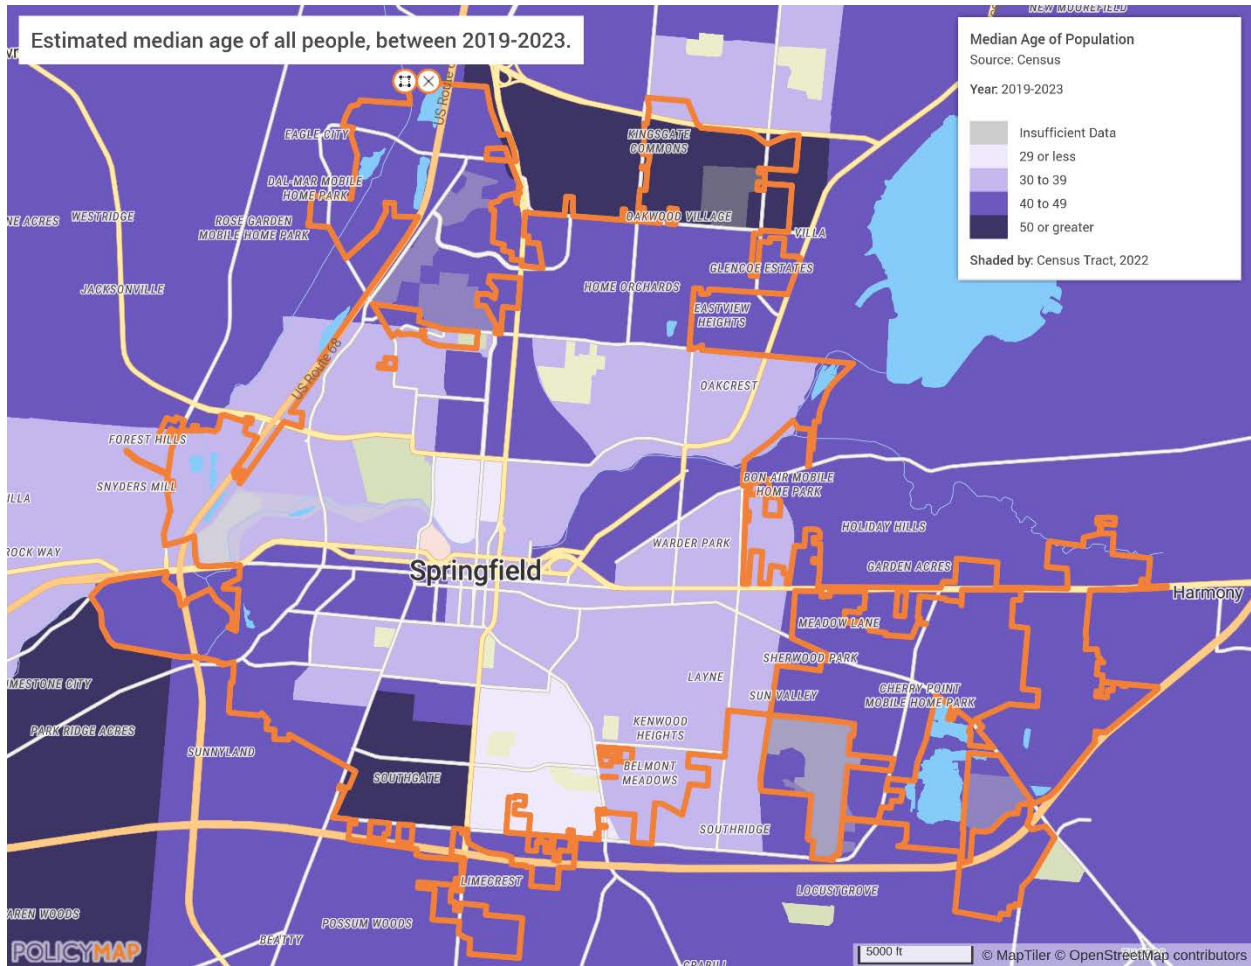 Estimated median age of all people, between 2019-2023.
NEW MOOREFIELD
Median Age of Population
Source: Census
Year: 2019-2023
Insufficient Data
29 or less
30 to 39
40 to 49
50 or greater
Shaded by: Census Tract, 2022
US Route 6
EAGLE CITY
KINGSGATE
COMMONS
DAL-MAR MOBILE
HOME PARK
NE ACRES
WESTRIDGE
ROSE GARDEN
MOBILE HOME PARK
OAKWOOD VILLAGE
VILLA
GLENCOE ESTATES
JACKSONVILLE
HOME ORCHARDS
EASTVIEW
HEIGHTS
US Route 68
OAKCREST
FOREST HILLS
SNYDERS MILL
ILLA
BON AIR MOBILE
HOME PARK
HOLIDAY HILLS
ROCK WAY
WARDER PARK
Springfield
GARDEN ACRES
Harmony
MEADOW LANE
SHERWOOD PARK
LAYNE
MESTONE CITY
SUN VALLEY
CHERRY POINT
MOBILE HOME PARK
PARK RIDGE ACRES
KENWOOD
HEIGHTS
SUNNYLAND
SOUTHGATE
BELMONT
MEADOWS
SOUTHRIDGE
LIMECREST
LOCUSTGROVE
AREN WOODS
POSSUM WOODS
BEATTY
POLICYMAP
5000 ft
© MapTiler © OpenStreetMap contributors